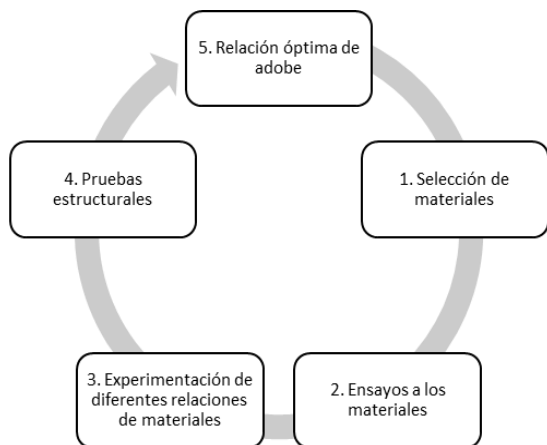 5. Relación óptima de
adobe
1. Selección de
materiales
2. Ensayos a los
materiales
3. Experimentación de
diferentes relaciones
de materiales
4. Pruebas
estructurales